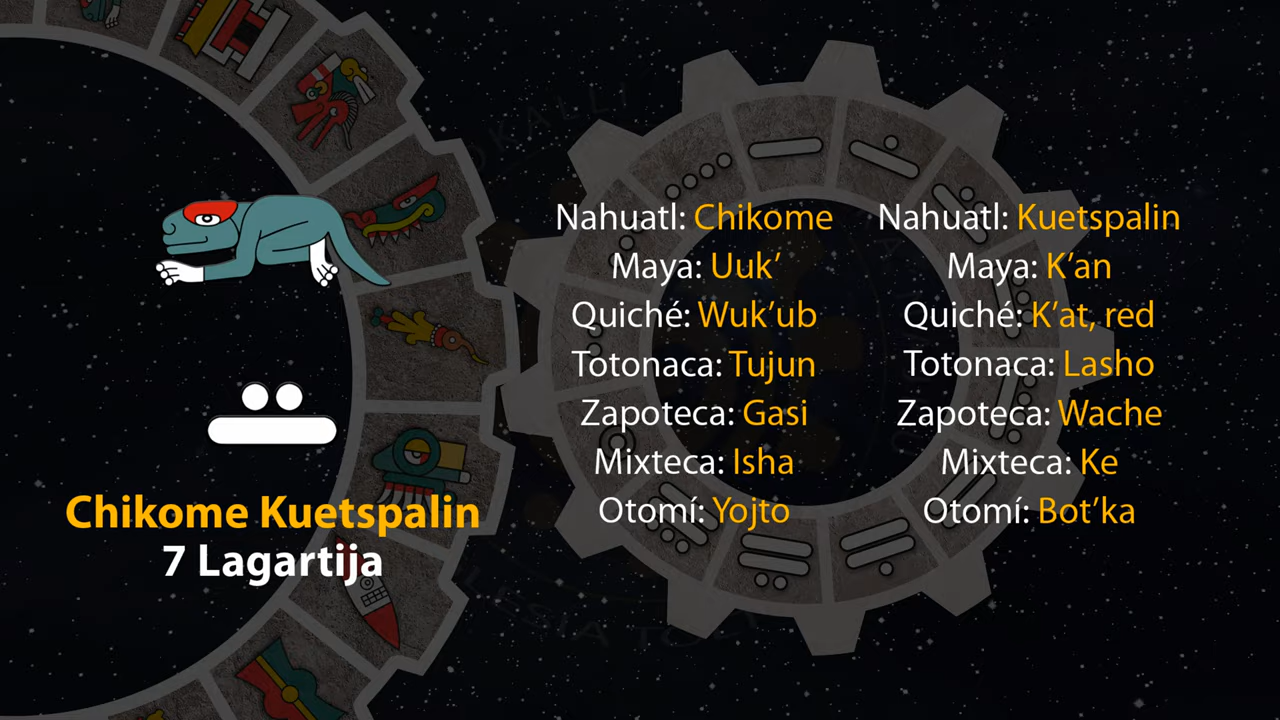 Chikome Kuetspalin
7 Lagartija
Nahuatl: Chikome
Maya: Uuk’
Quiché: Wuk’ub
Totonaca: Tujun
Zapoteca: Gasi
Mixteca: Isha
Otomí: Yojto
Nahuatl: Kuetspalin
Maya: K’an
Quiché: K’at, red
Totonaca: Lasho
Zapoteca: Wache
Mixteca: Ke
Otomí: Bot’ka